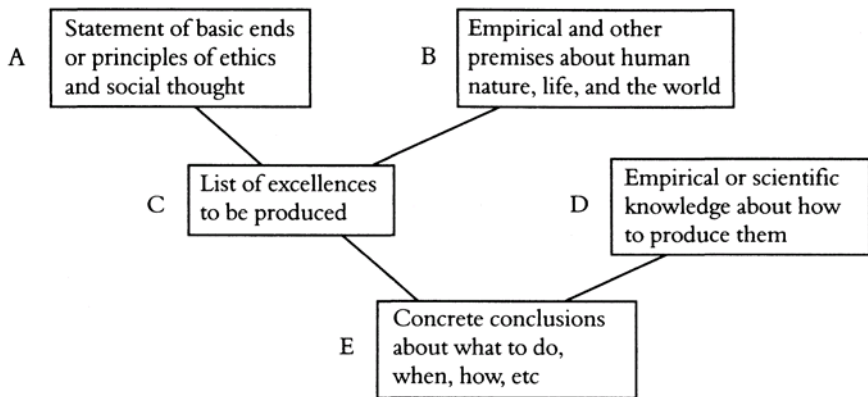 A
Statement of basic ends
or principles of ethics
and social thought
B
Empirical and other
premises about human
nature, life, and the world
C
List of excellences
to be produced
D
Empirical or scientific
knowledge about how
to produce them
E
Concrete conclusions
about what to do,
when, how, etc